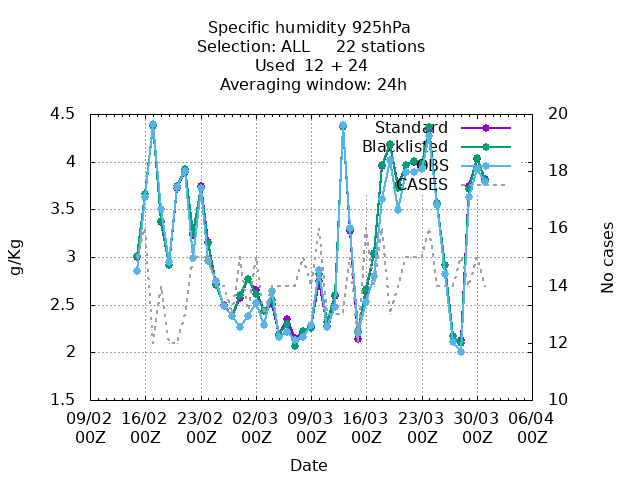 Specific humidity 925hPa
Selection: ALL     22 stations
Used  12 + 24
Averaging window: 24h
4.5
4
3.5
3
2.5
2
1.5
g/Kg
20
18
16
14
12
10
No cases
Standard
Blacklisted
OBS
CASES
09/02 16/02 23/02 02/03 09/03 16/03 23/03 30/03 06/04
00Z 00Z 00Z 00Z 00Z 00Z 00Z 00Z 00Z
Date